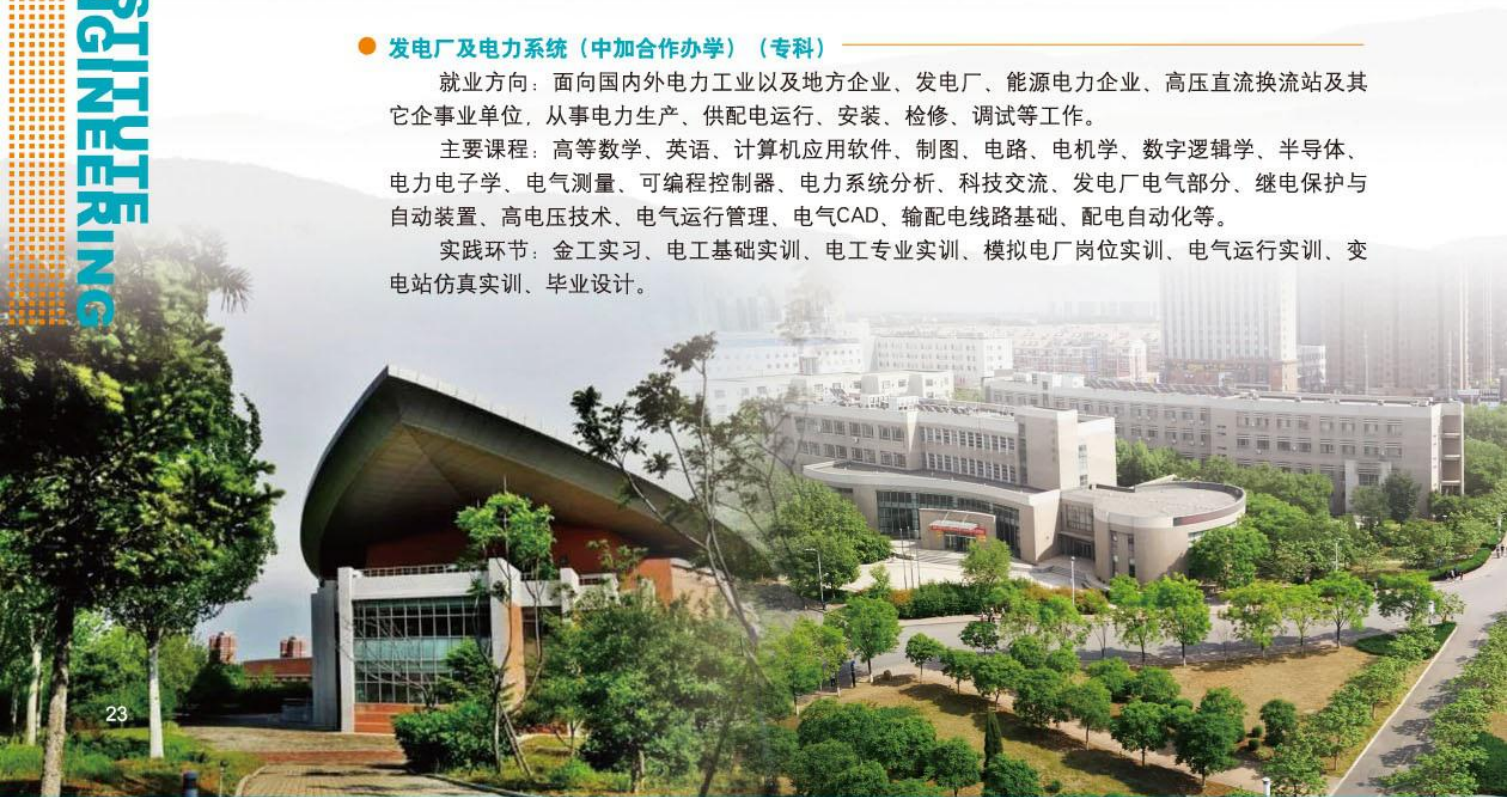 STITUTE
GINEERING
发电厂及电力系统（中加合作办学）（专科）
就业方向：面向国内外电力工业以及地方企业、发电厂、能源电力企业、高压直流换流站及其
它企事业单位，从事电力生产、供配电运行、安装、检修、调试等工作。
主要课程：高等数学、英语、计算机应用软件、制图、电路、电机学、数字逻辑学、半导体、
电力电子学、电气测量、可编程控制器、电力系统分析、科技交流、发电厂电气部分、继电保护与
自动装置、高电压技术、电气运行管理、电气CAD、输配电线路基础、配电自动化等。
实践环节：金工实习、电工基础实训、电工专业实训、模拟电厂岗位实训、电气运行实训、变
电站仿真实训、毕业设计。
23